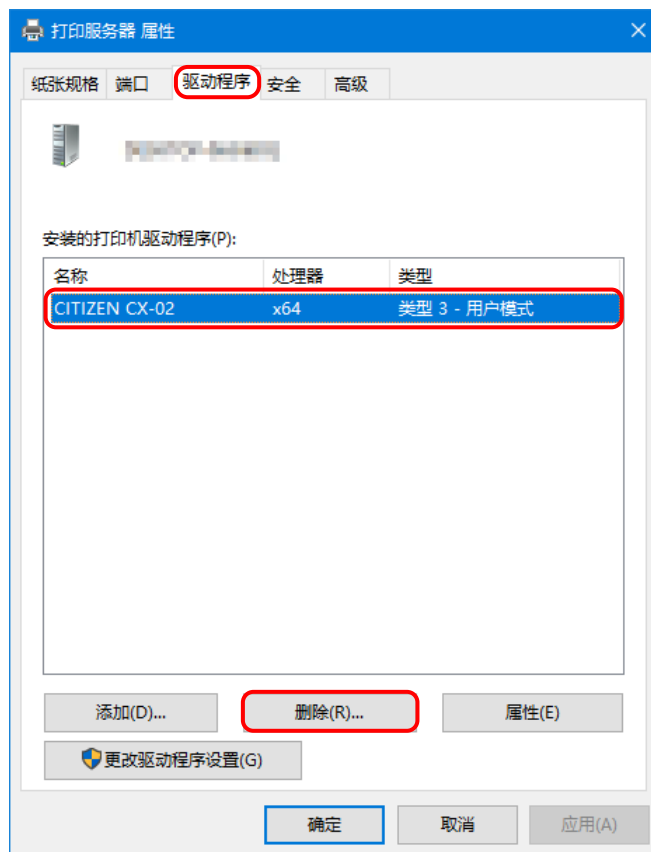 打印服务器 属性
纸张规格 端口 驱动程序 安全 高级
安装的打印机驱动程序(P):
名称 处理器 类型
CITIZEN CX-02 x64 类型 3 - 用户模式
添加(D)... 删除(R)... 属性(E)
更改驱动程序设置(G)
确定 取消 应用(A)